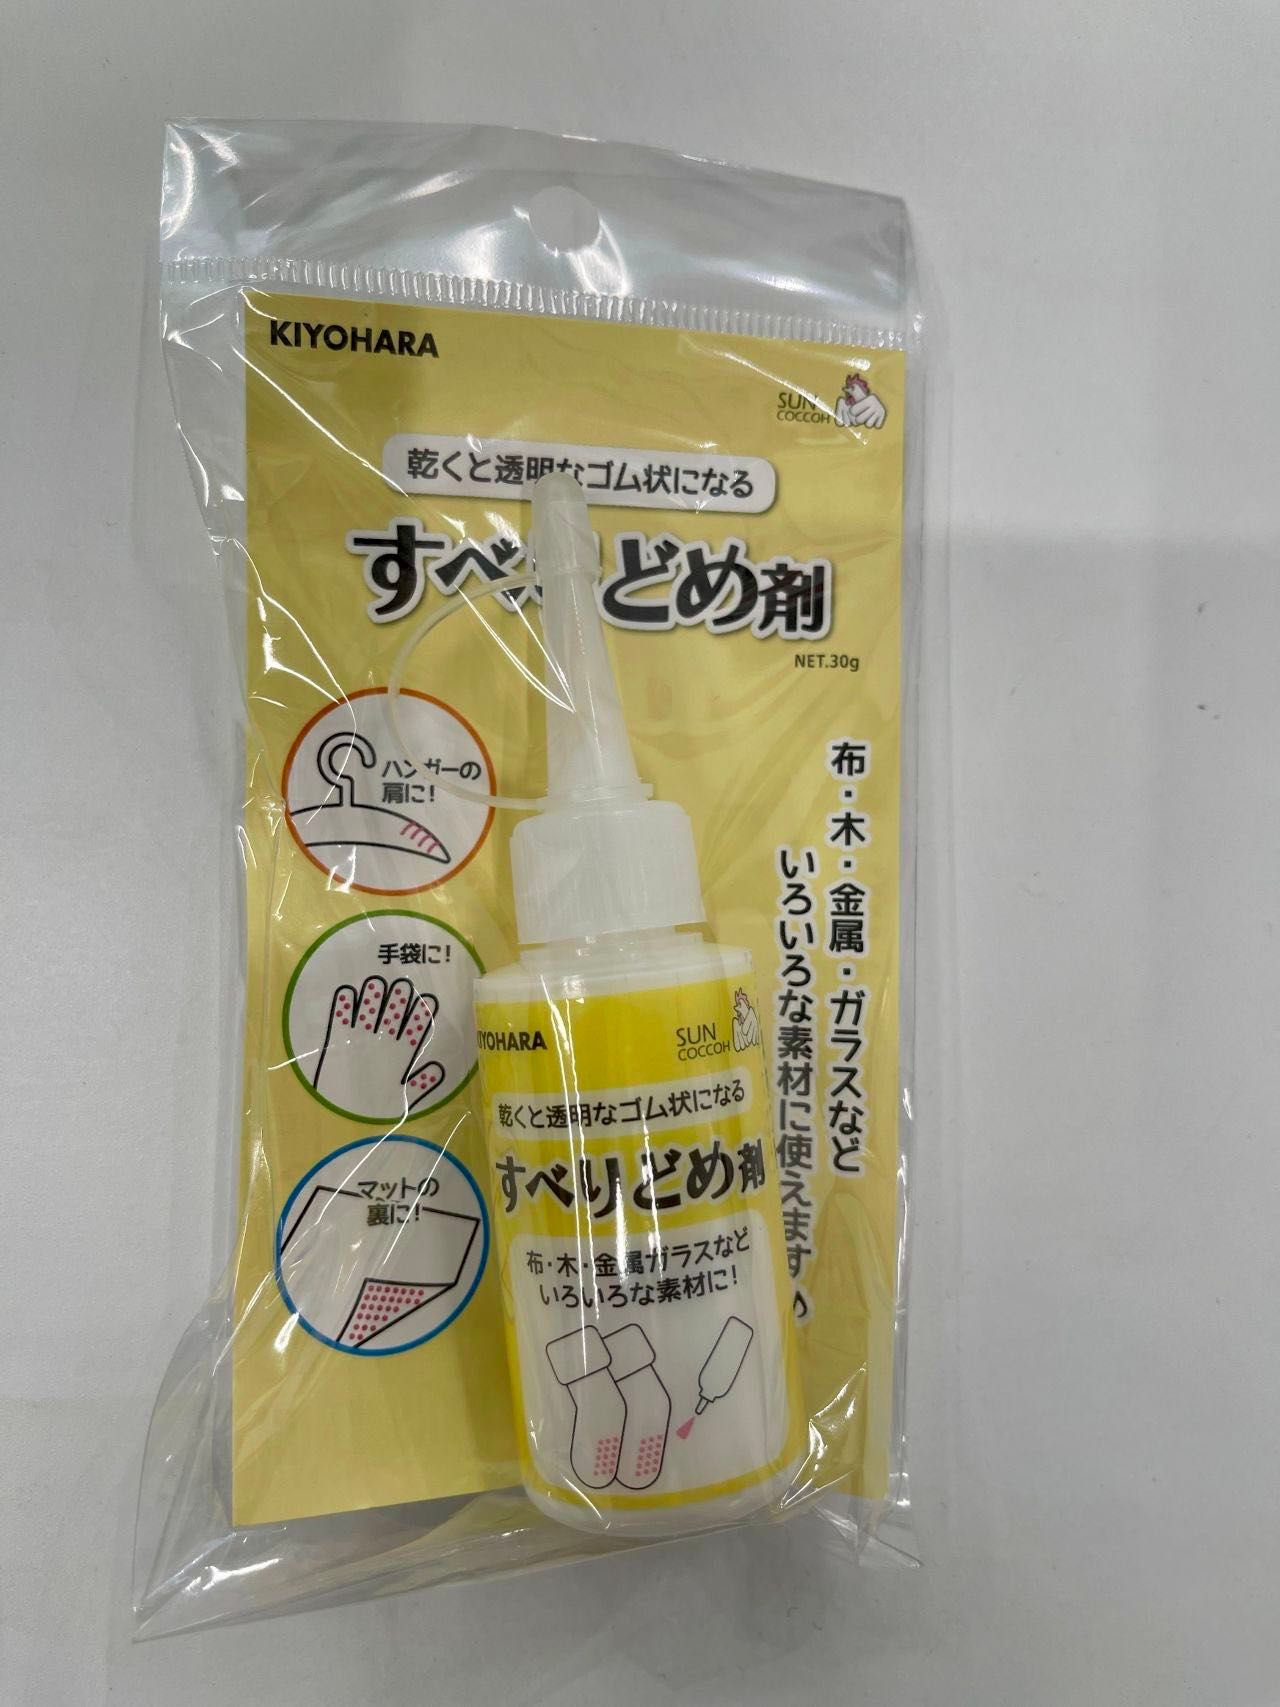 KIYOHARA
SUN
COCCOH
乾くと透明なゴム状になる
すべりどめ剤
NET.30g
ハンガーの
肩に!
手袋に!
マットの
裏に!
布・木・金属・ガラスなど
いろいろな素材に使えます
KIYOHARA
SUN
COCCOH
乾くと透明なゴム状になる
すべりどめ剤
布・木・金属ガラスなど
いろいろな素材に!